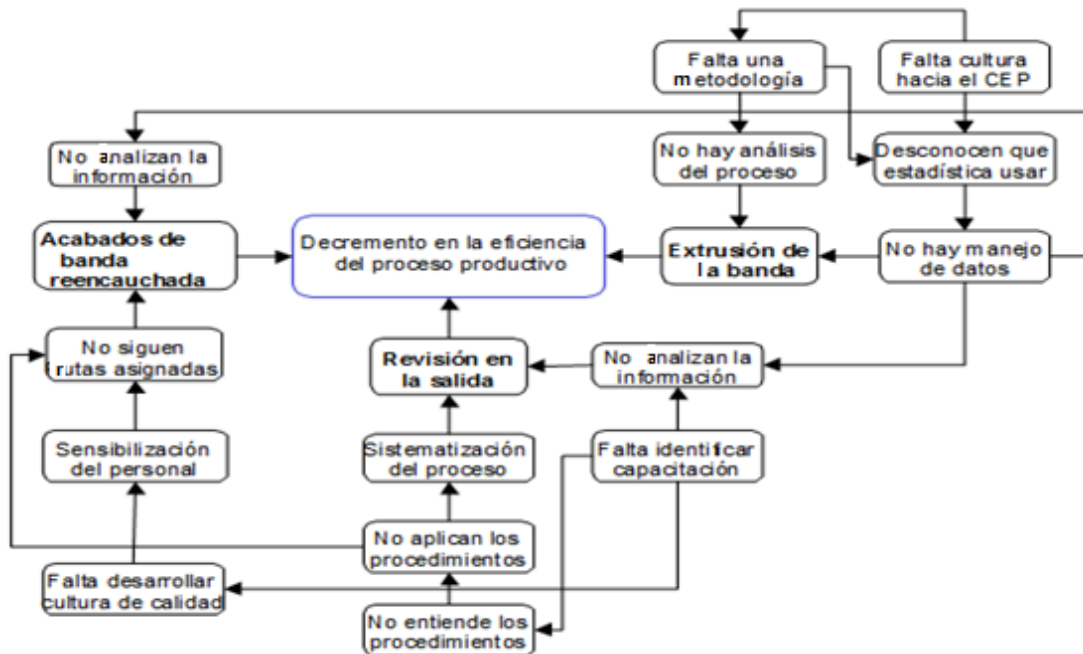 Falta una
metodología
Falta cultura
hacia el CEP
No analizan la
información
No hay análisis
del proceso
Desconocen que
estadística usar
Acabados de
banda
reencauchada
Decremento en la eficiencia
del proceso productivo
Extrusión de
la banda
No hay manejo
de datos
No siguen
rutas asignadas
Revisión en
la salida
No analizan la
información
Sensibilización
del personal
Sistematización
del proceso
Falta identificar
capacitación
No aplican los
procedimientos
Falta desarrollar
cultura de calidad
No entiende los
procedimientos